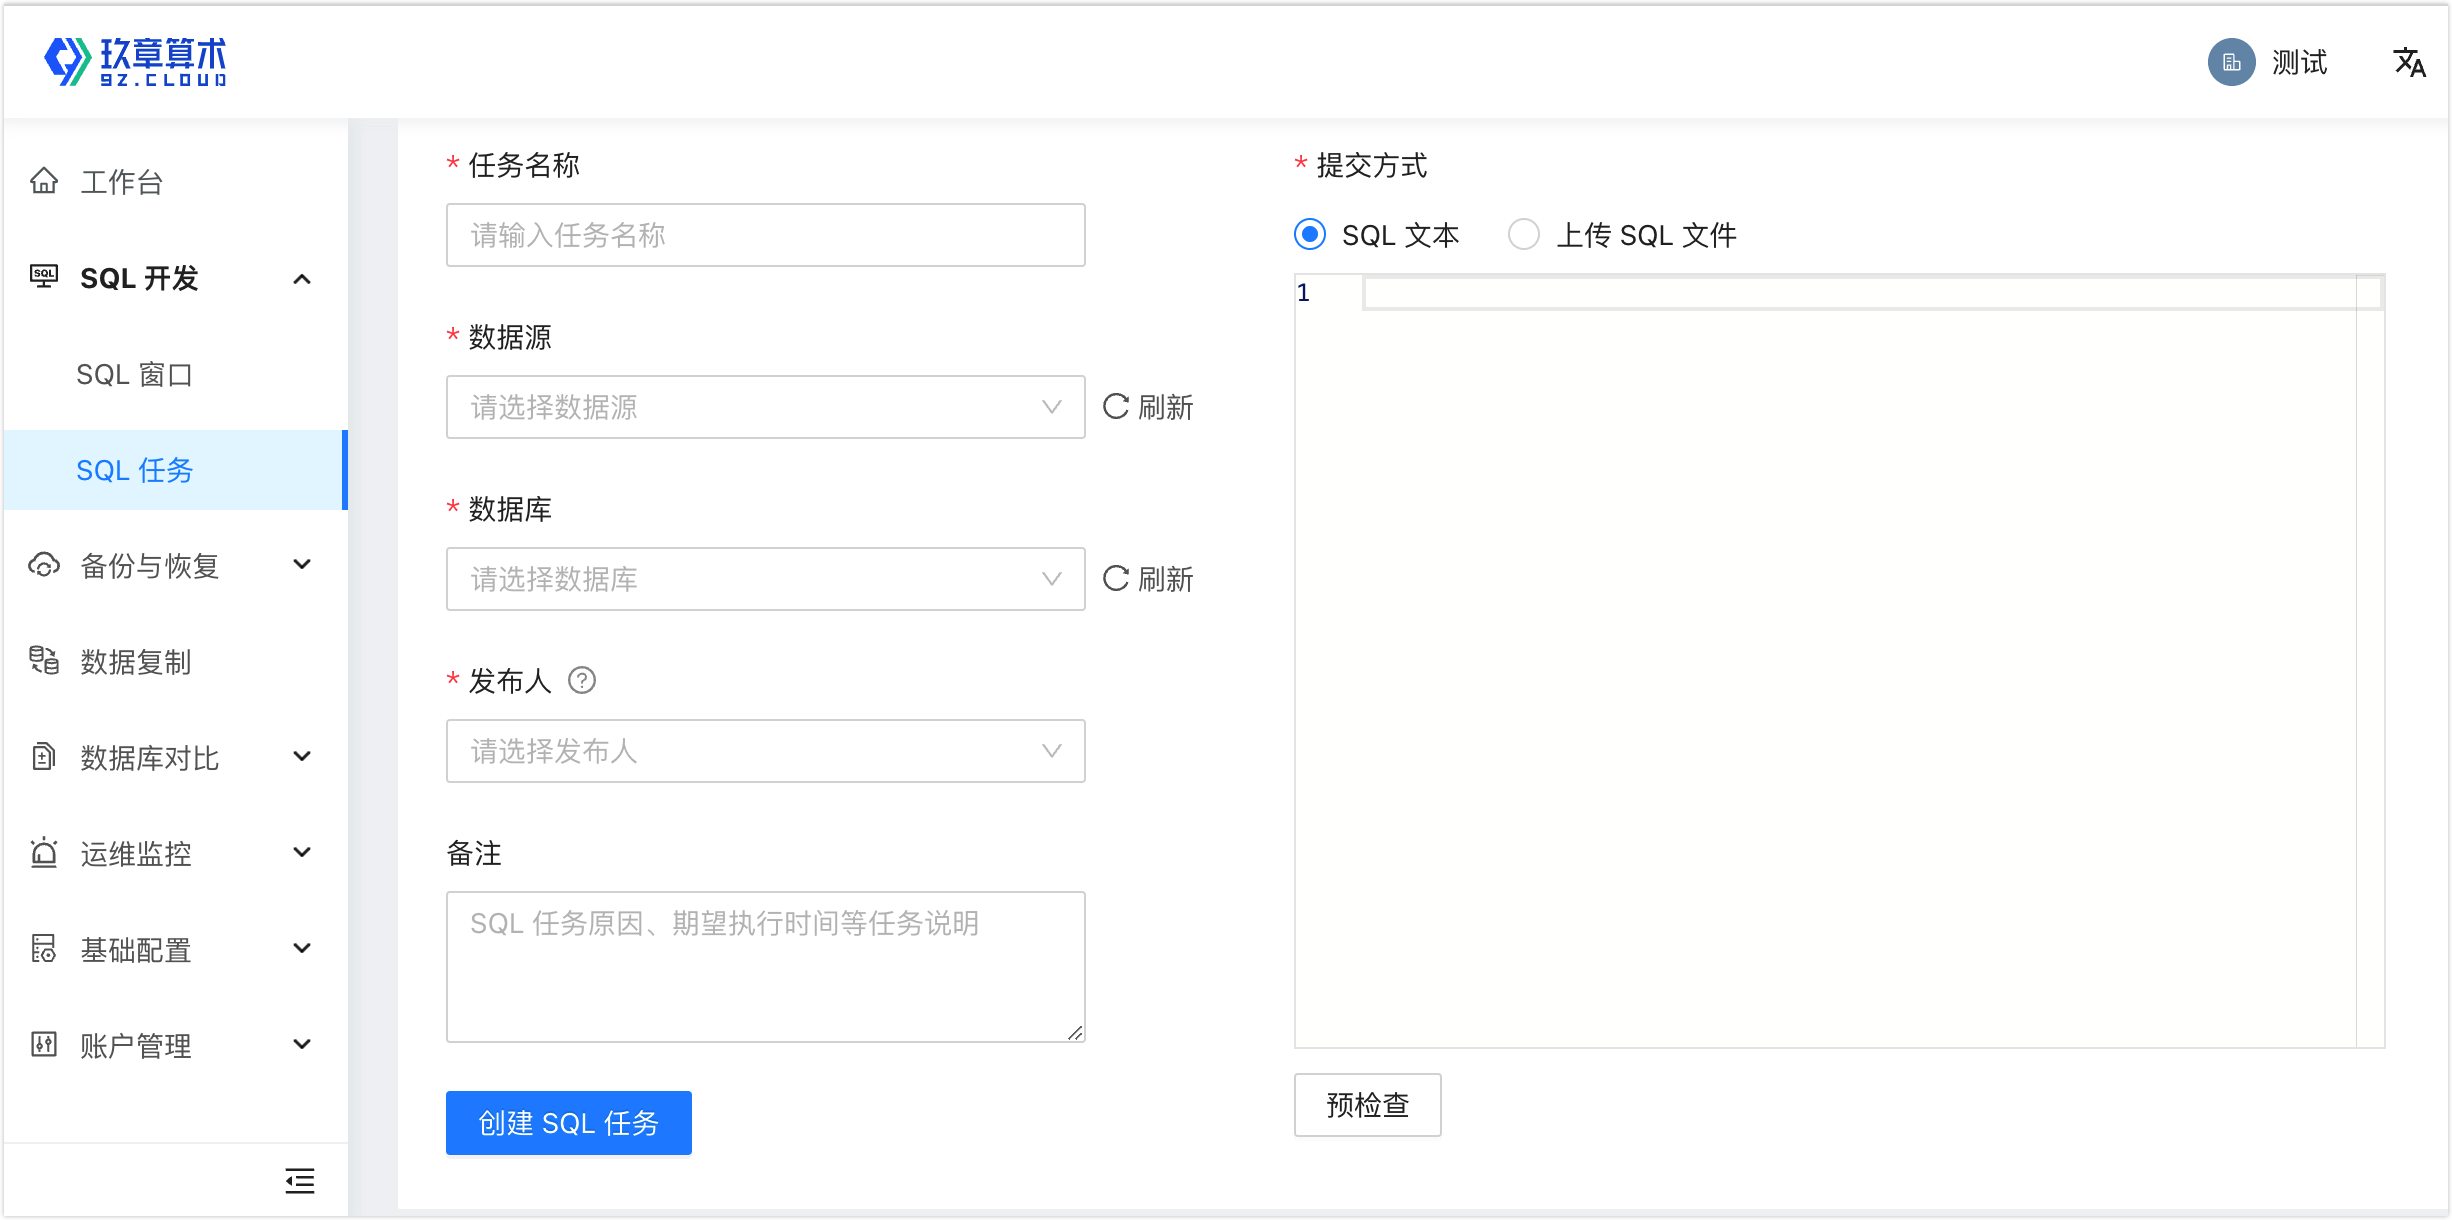 玖章算术
9Z.CLOUD
测试
工作台
SQL 开发
SQL 窗口
SQL 任务
备份与恢复
数据复制
数据库对比
运维监控
基础配置
账户管理
* 任务名称
请输入任务名称
* 数据源
请选择数据源
刷新
* 数据库
请选择数据库
刷新
* 发布人
请选择发布人
备注
SQL 任务原因、期望执行时间等任务说明
创建 SQL 任务
* 提交方式
SQL 文本
上传 SQL 文件
1
预检查